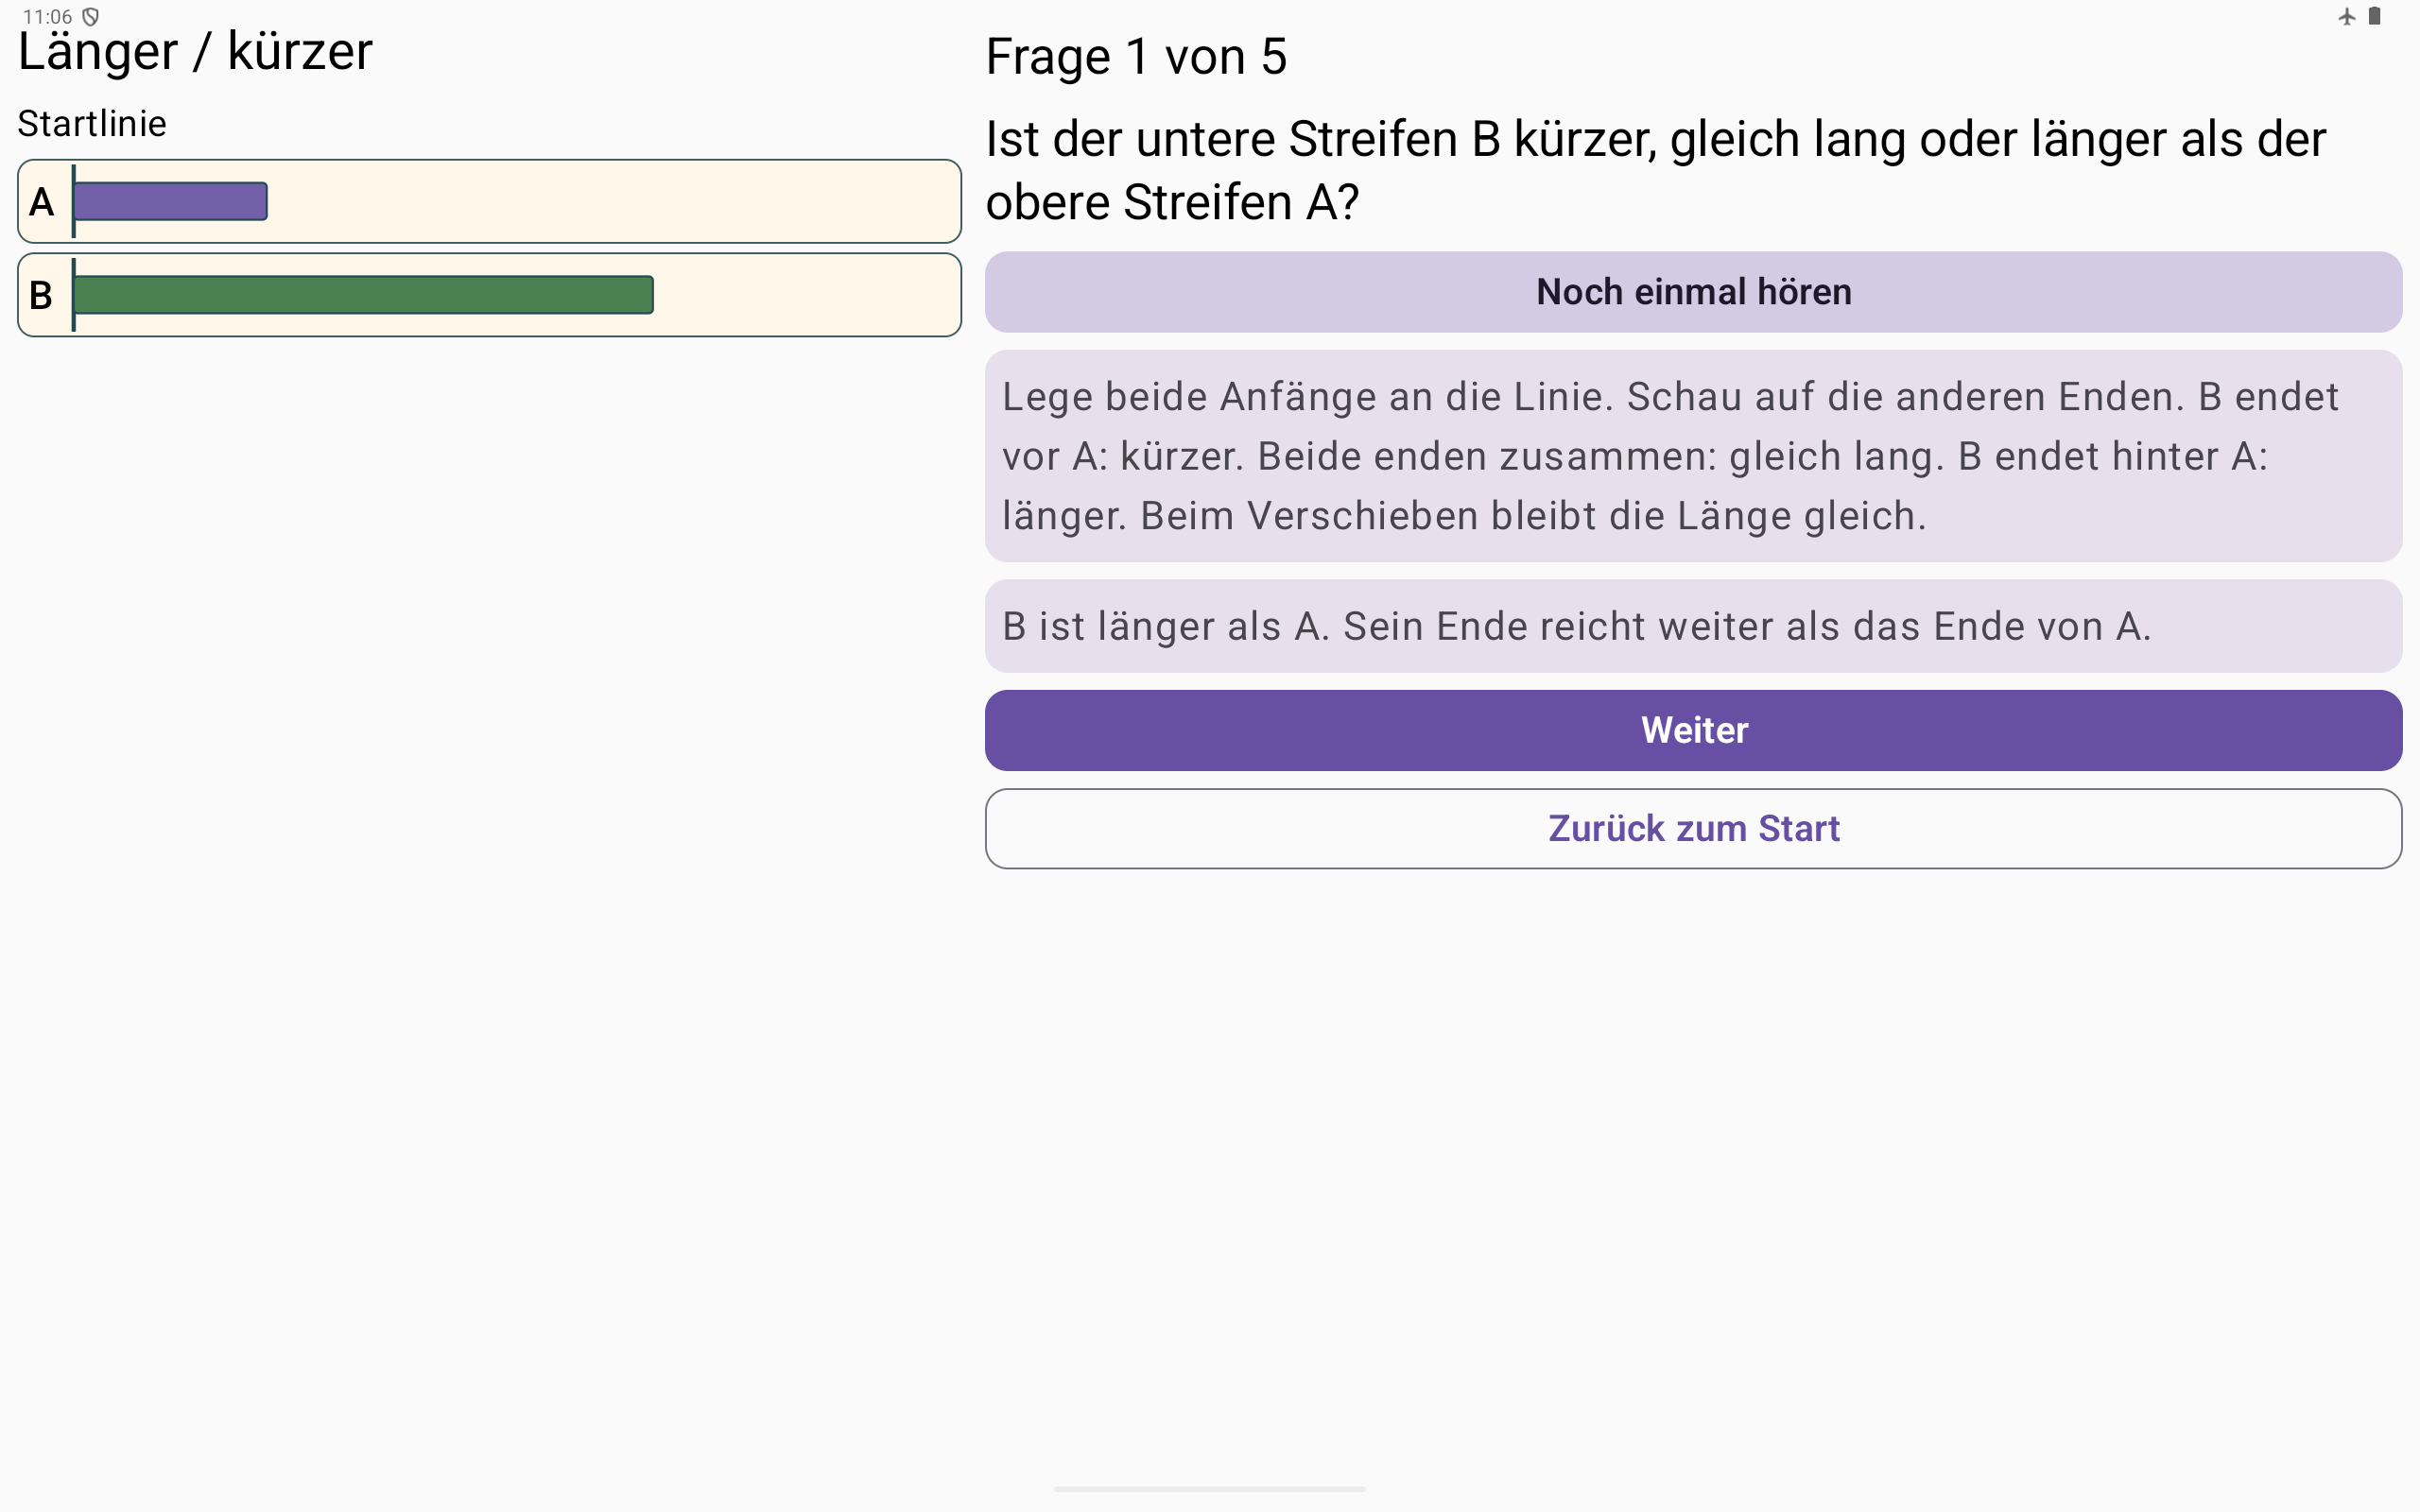 11:06
Länger / kürzer
Startlinie
A
B
Frage 1 von 5
Ist der untere Streifen B kürzer, gleich lang oder länger als der
obere Streifen A?
Noch einmal hören
Lege beide Anfänge an die Linie. Schau auf die anderen Enden. B endet
vor A: kürzer. Beide enden zusammen: gleich lang. B endet hinter A:
länger. Beim Verschieben bleibt die Länge gleich.
B ist länger als A. Sein Ende reicht weiter als das Ende von A.
Weiter
Zurück zum Start